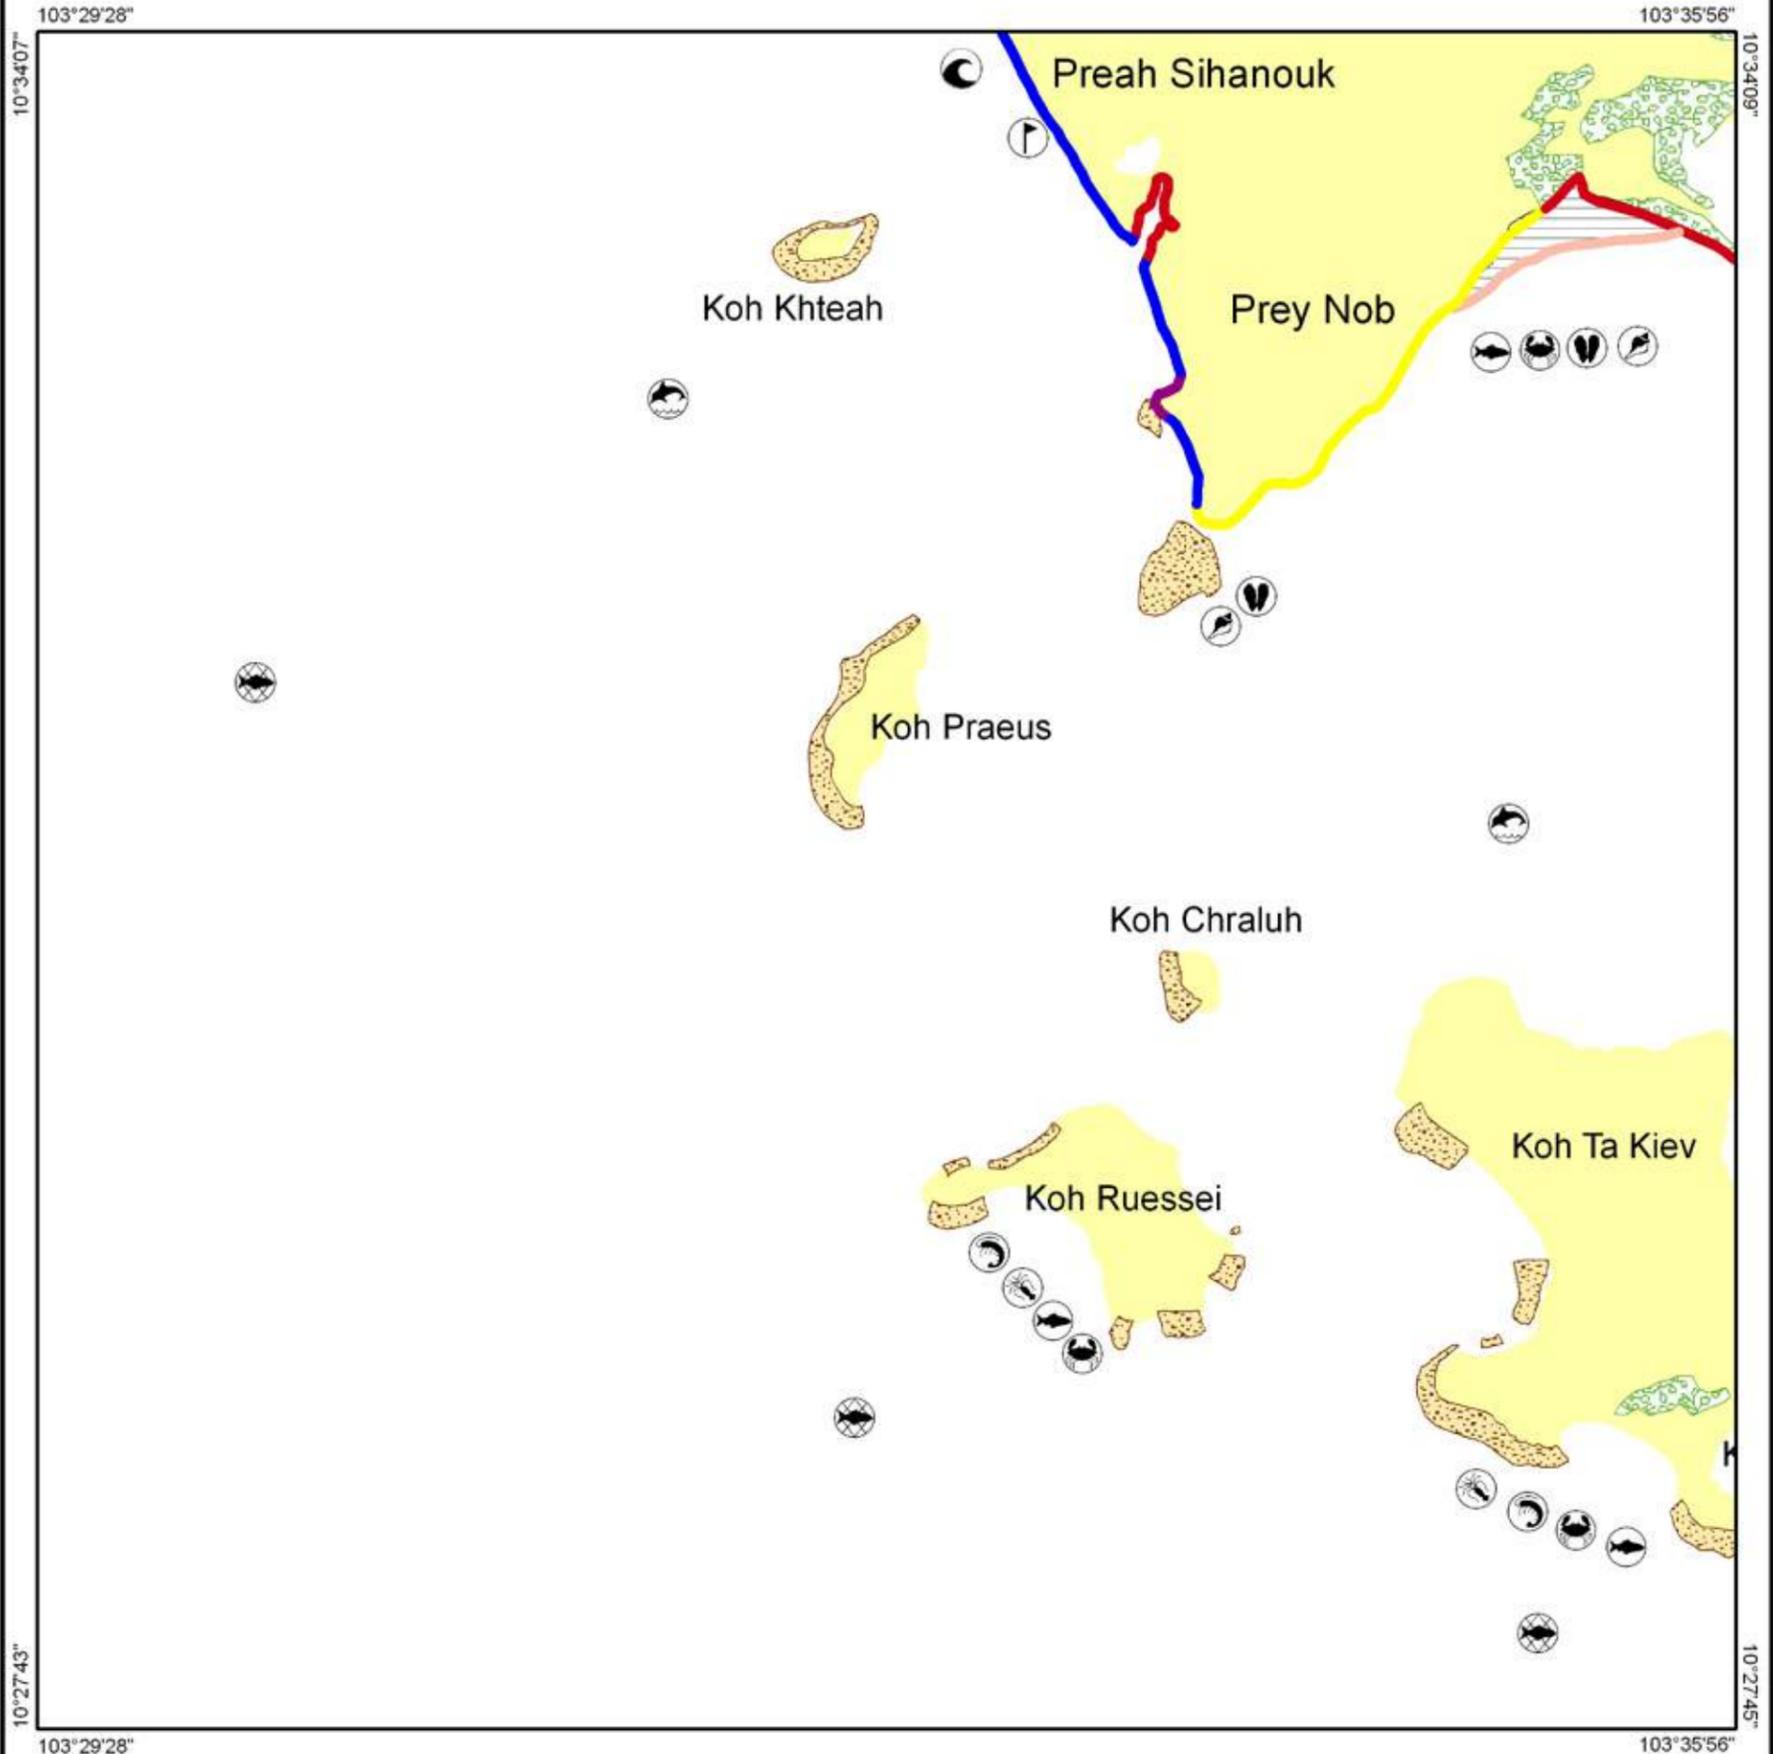 103°29'28" 103°35'56"
10°34'07"
10°34'09"
Preah Sihanouk
Koh Khteah
Prey Nob
Koh Praeus
Koh Chraluh
Koh Ta Kiev
Koh Ruessei
K
10°27'43"
10°27'45"
103°29'28" 103°35'56"